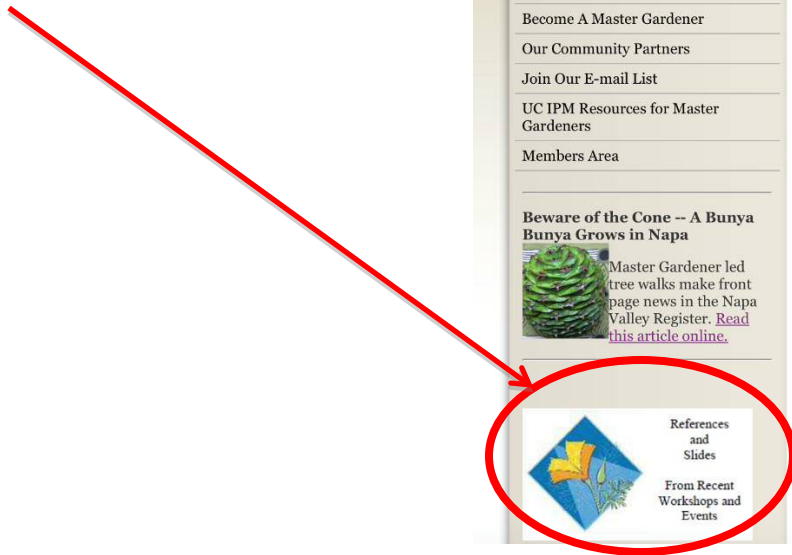 Become A Master Gardener
Our Community Partners
Join Our E-mail List
UC IPM Resources for Master
Gardeners
Members Area
Beware of the Cone -- A Bunya
Bunya Grows in Napa
Master Gardener led
tree walks make front
page news in the Napa
Valley Register. Read
this article online.
References
and
Slides
From Recent
Workshops and
Events